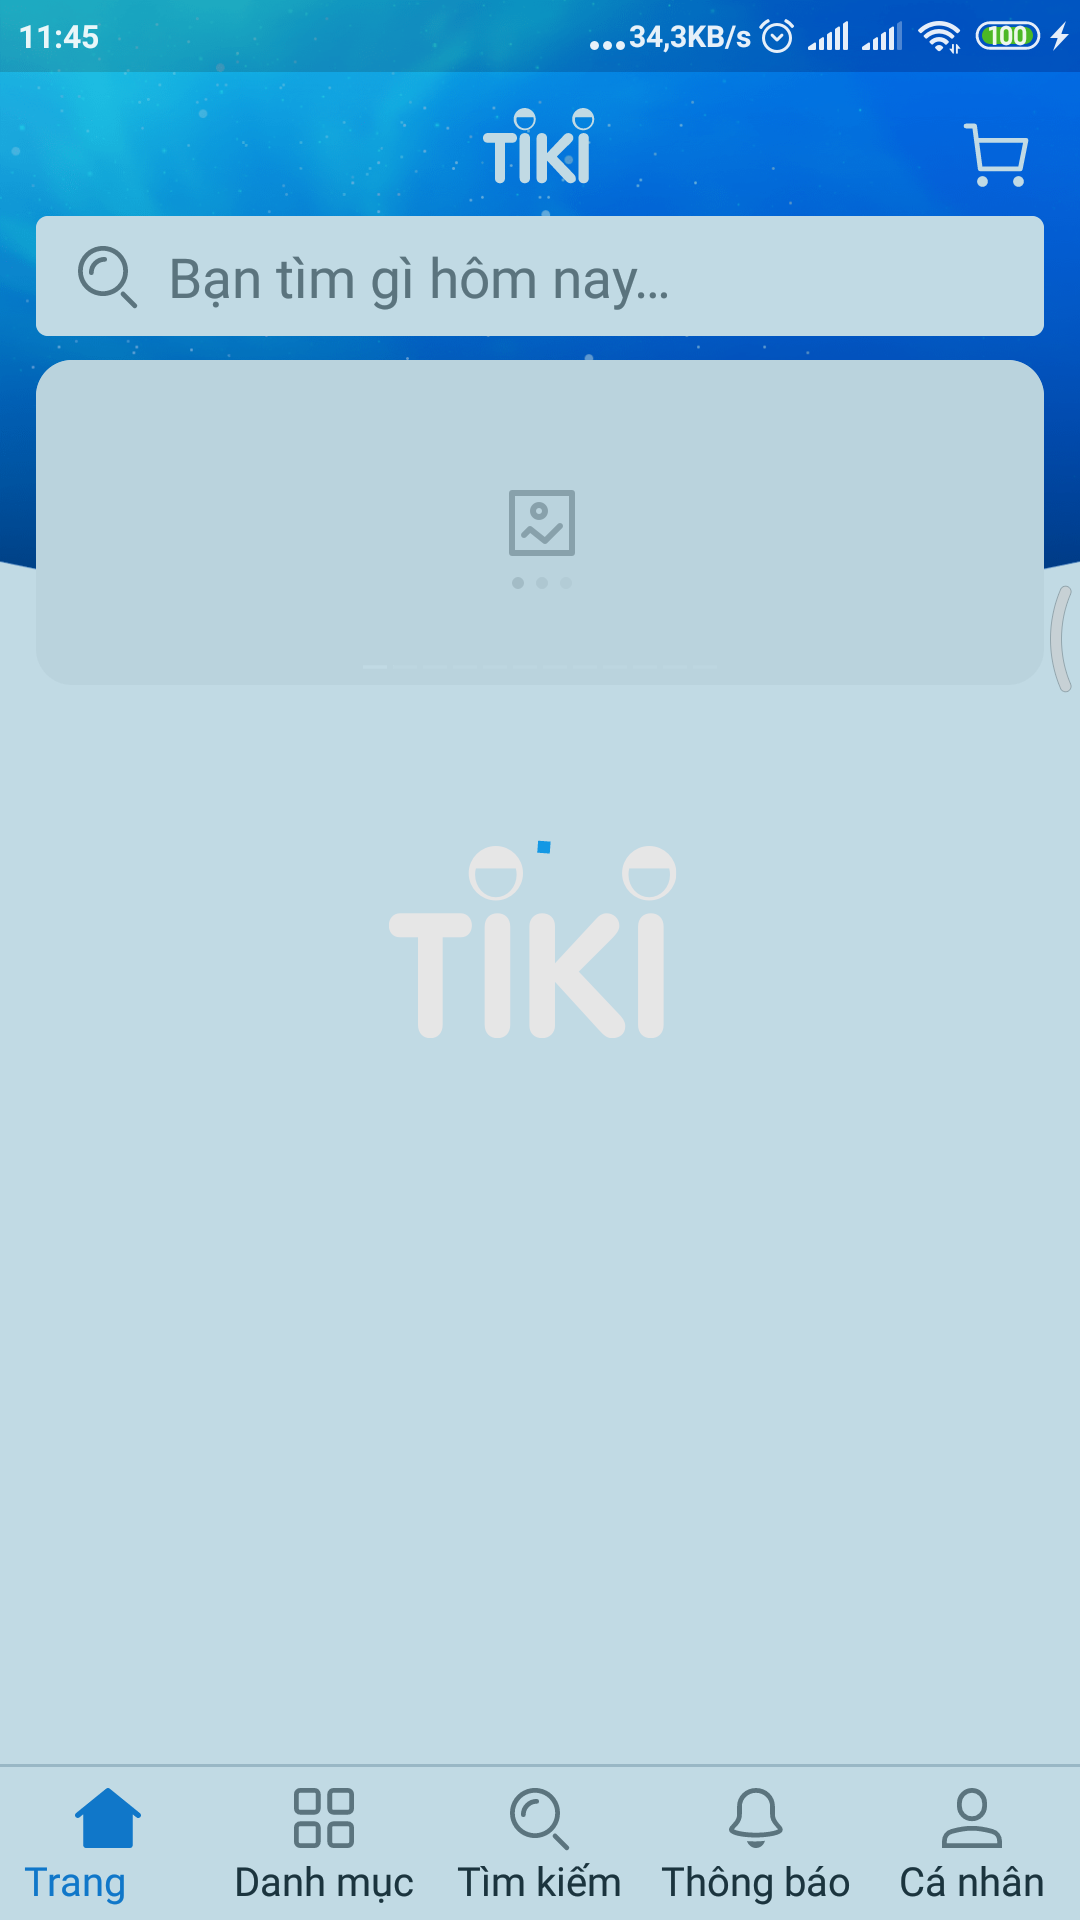 11:45
...34,3KB/s
100
TIKI
Bạn tìm gì hôm nay...
TIKI
Trang
Danh mục
Tìm kiếm
Thông báo
Cá nhân